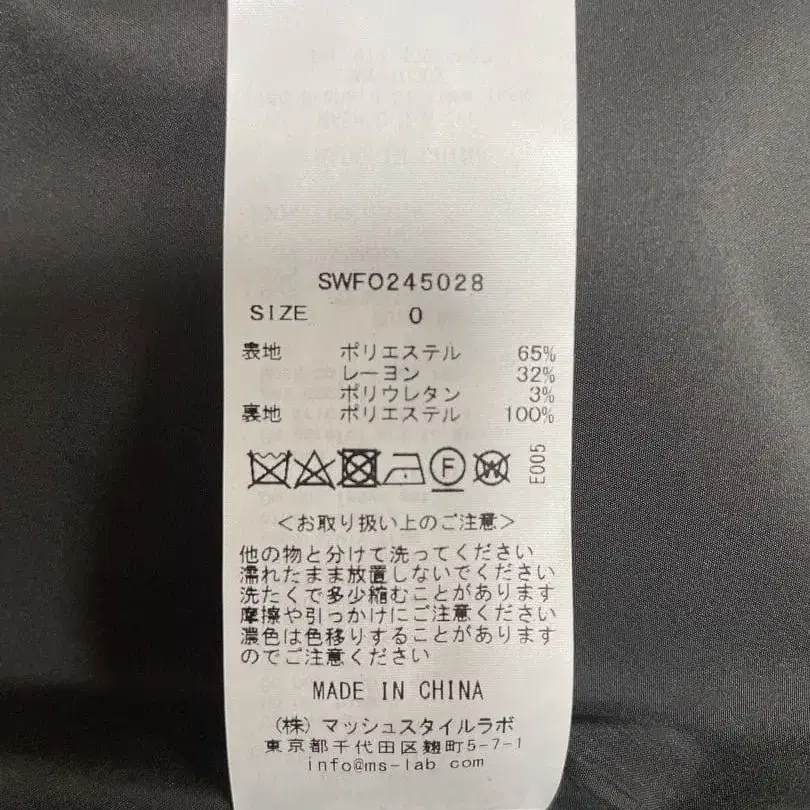 SWFO245028
SIZE 0
表地 ポリエステル 65%
レーヨン 32%
ポリウレタン 3%
裏地 ポリエステル 100%
F W E005
<お取り扱い上のご注意>
他の物と分けて洗ってください
濡れたまま放置しないでください
洗たくで多少縮むことがあります
摩擦や引っかけにご注意ください
濃色は色移りすることがあります
のでご注意ください
MADE IN CHINA
(株) マッシュスタイルラボ
東京都千代田区麹町5-7-1
info@ms-lab com